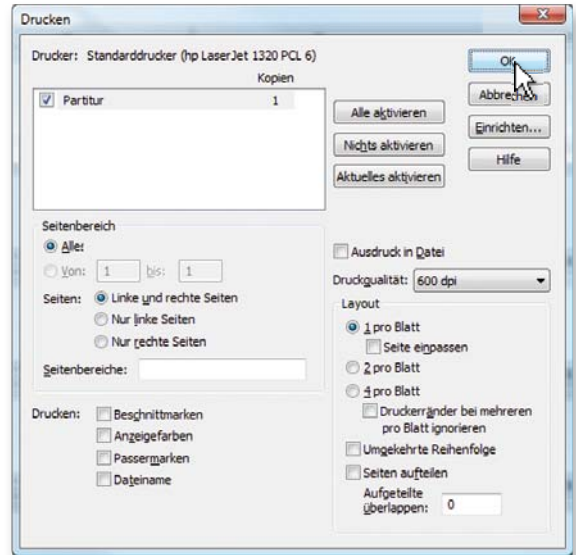 Drucken
Drucker: Standarddrucker (hp LaserJet 1320 PCL 6)
Kopien
Partitur 1
OK
Abbrechen
Einrichten...
Hilfe
Alle aktivieren
Nichts aktivieren
Aktuelles aktivieren
Seitenbereich
Alles
Von: 1 bis: 1
Seiten: Linke und rechte Seiten
Nur linke Seiten
Nur rechte Seiten
Seitenbereiche:
Drucken: Beschnittmarken
Anzeigefarben
Passermarken
Dateiname
Ausdruck in Datei
Druckqualität: 600 dpi
Layout
1 pro Blatt
Seite einpassen
2 pro Blatt
4 pro Blatt
Druckerränder bei mehreren
pro Blatt ignorieren
Umgekehrte Reihenfolge
Seiten aufteilen
Aufgeteilte
überlappen: 0